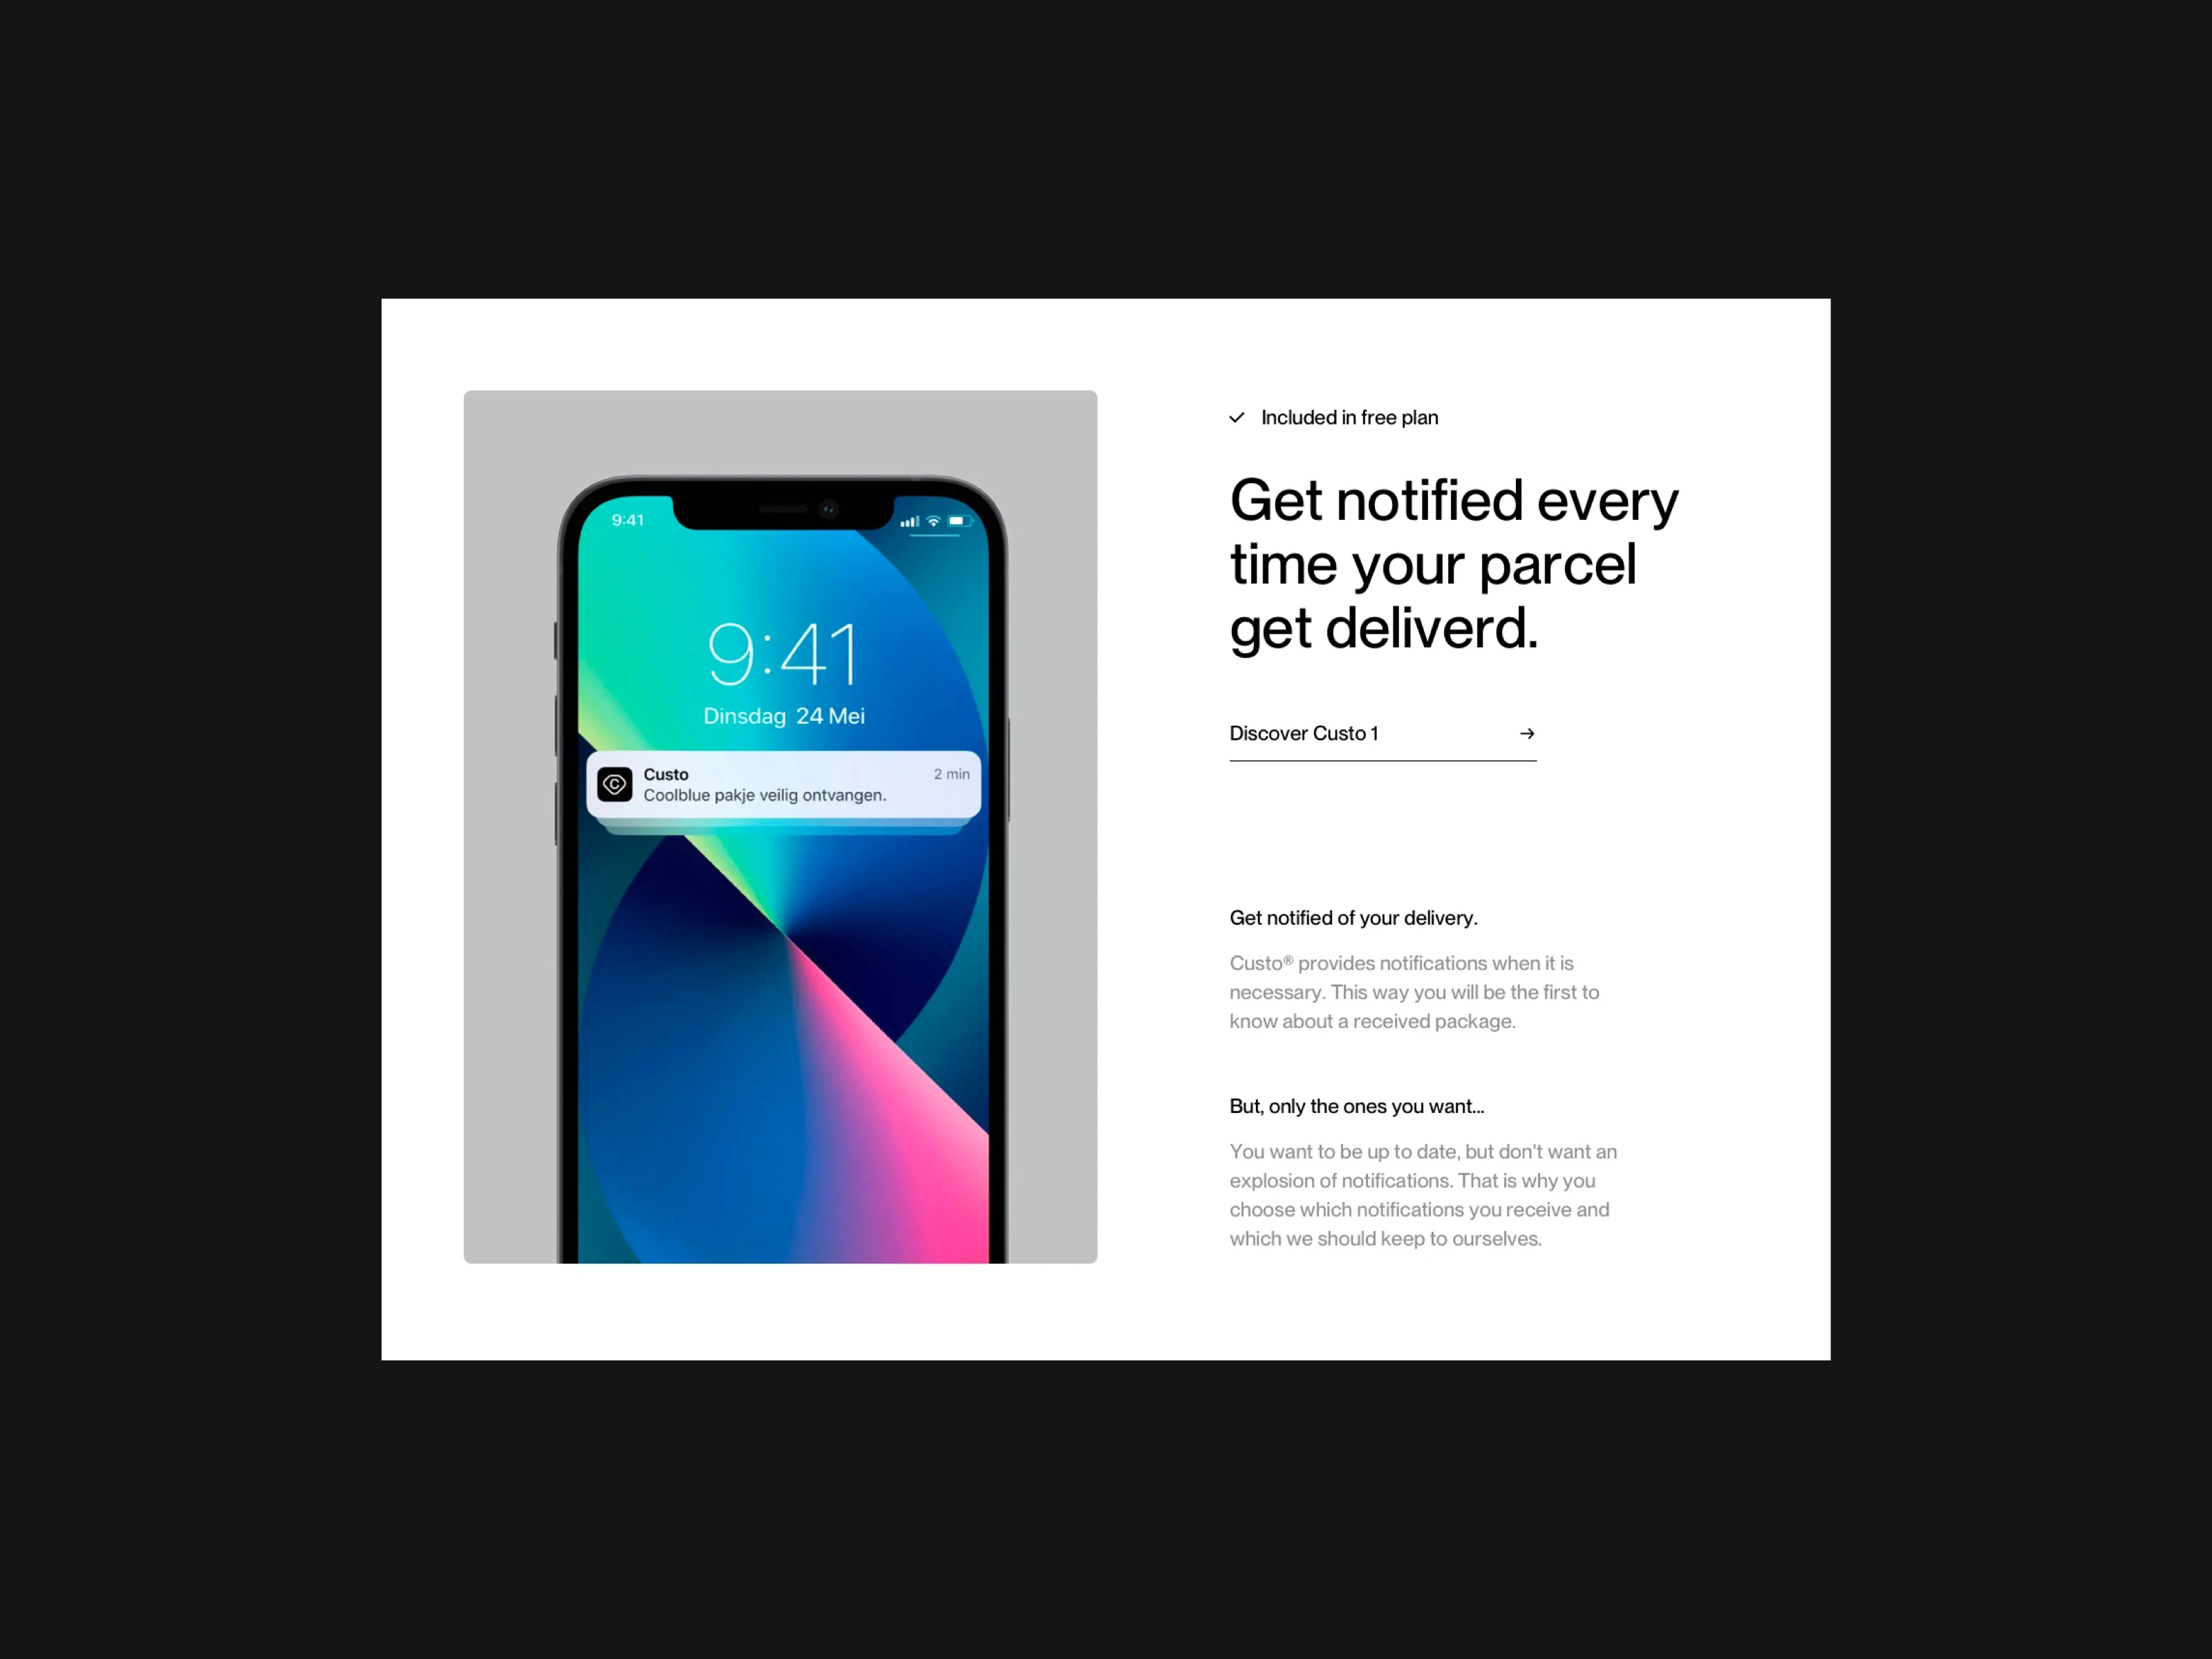 9:41
9:41
Dinsdag 24 Mei
C
Custo
2 min
Coolblue pakje veilig ontvangen.
Included in free plan
Get notified every
time your parcel
get deliverd.
Discover Custo 1
Get notified of your delivery.
Custo® provides notifications when it is
necessary. This way you will be the first to
know about a received package.
But, only the ones you want...
You want to be up to date, but don't want an
explosion of notifications. That is why you
choose which notifications you receive and
which we should keep to ourselves.